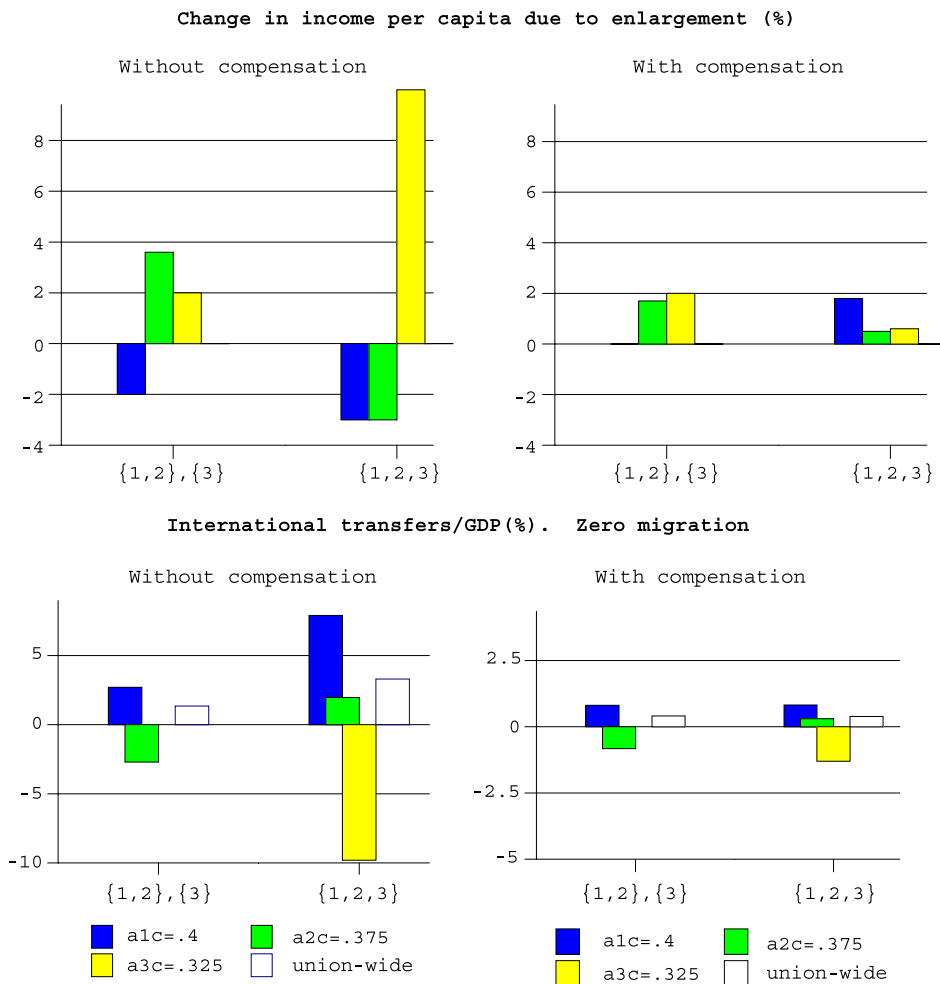 Change in income per capita due to enlargement (%)
Without compensation
With compensation
8
6
4
2
0
-2
-4
{1,2},{3}
{1,2,3}
8
6
4
2
0
-2
-4
{1,2},{3}
{1,2,3}
International transfers/GDP(%). Zero migration
Without compensation
With compensation
5
0
-5
-10
{1,2},{3}
{1,2,3}
2.5
0
-2.5
-5
{1,2},{3}
{1,2,3}
a1c=.4
a2c=.375
a3c=.325
union-wide
a1c=.4
a2c=.375
a3c=.325
union-wide